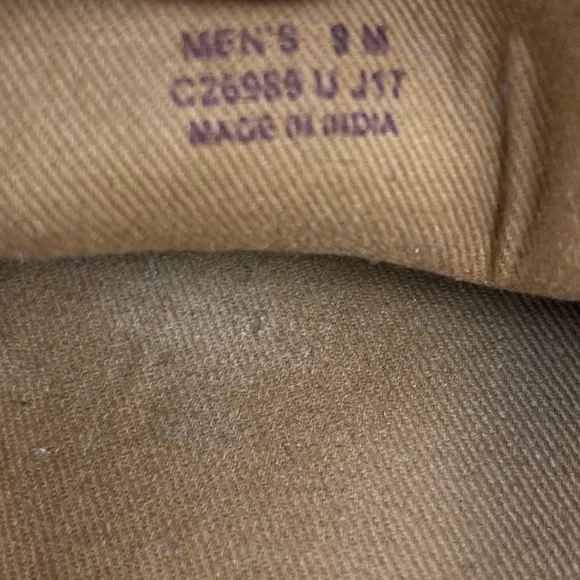 MEN'S 9 M
C26989 U J17
MADE IN INDIA